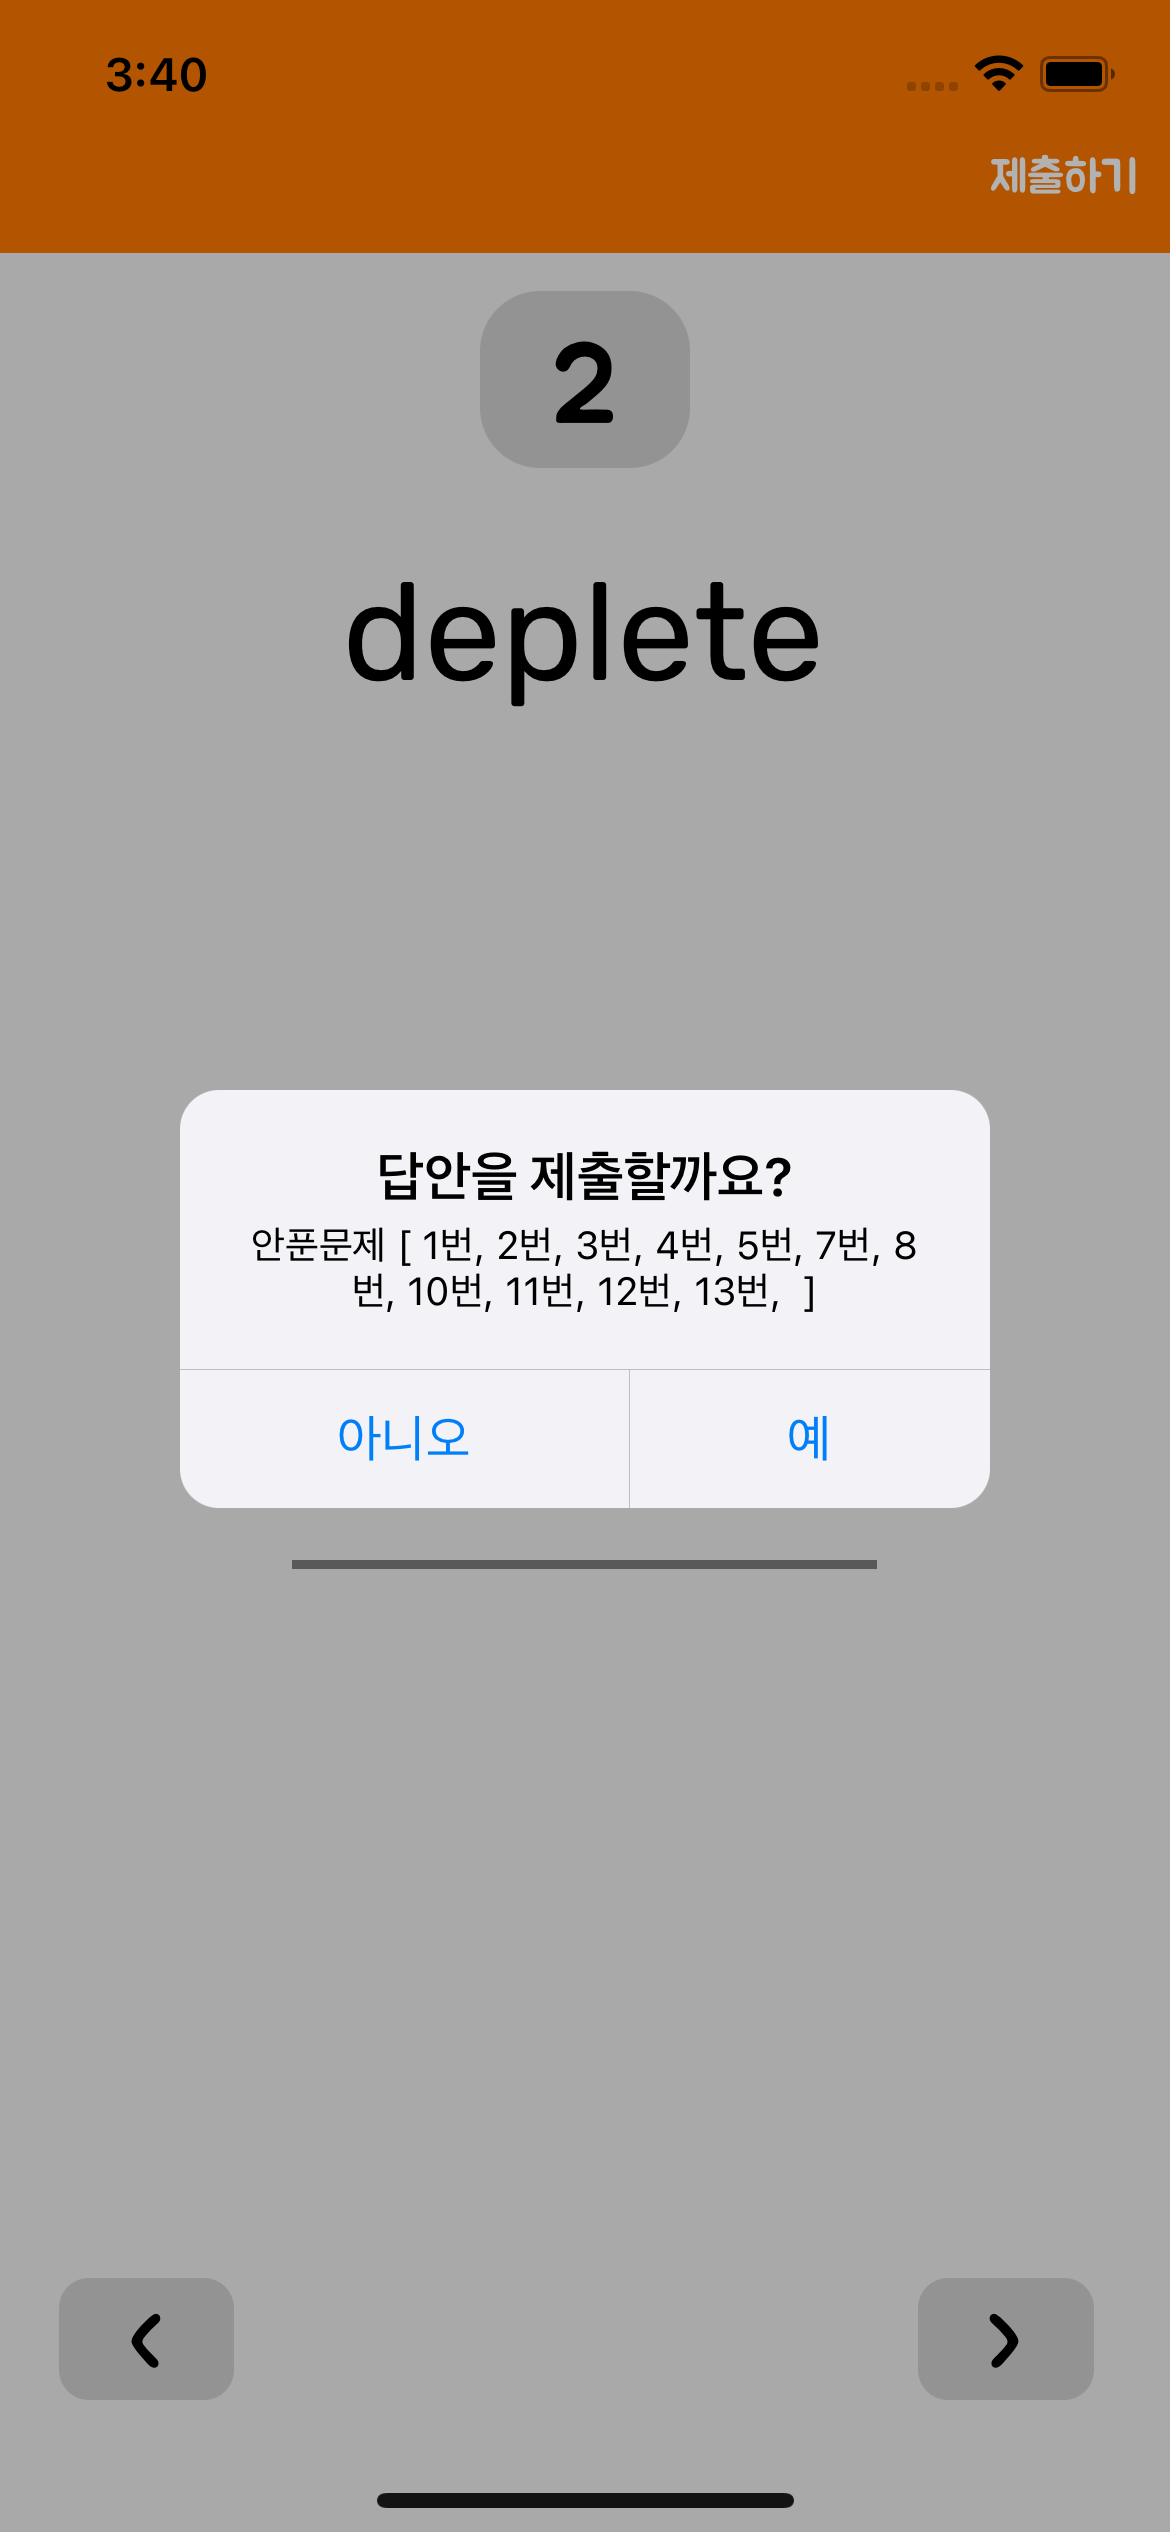 3:40
제출하기
2
deplete
답안을 제출할까요?
안푼문제 [ 1번, 2번, 3번, 4번, 5번, 7번, 8
번, 10번, 11번, 12번, 13번,  ]
아니오
예